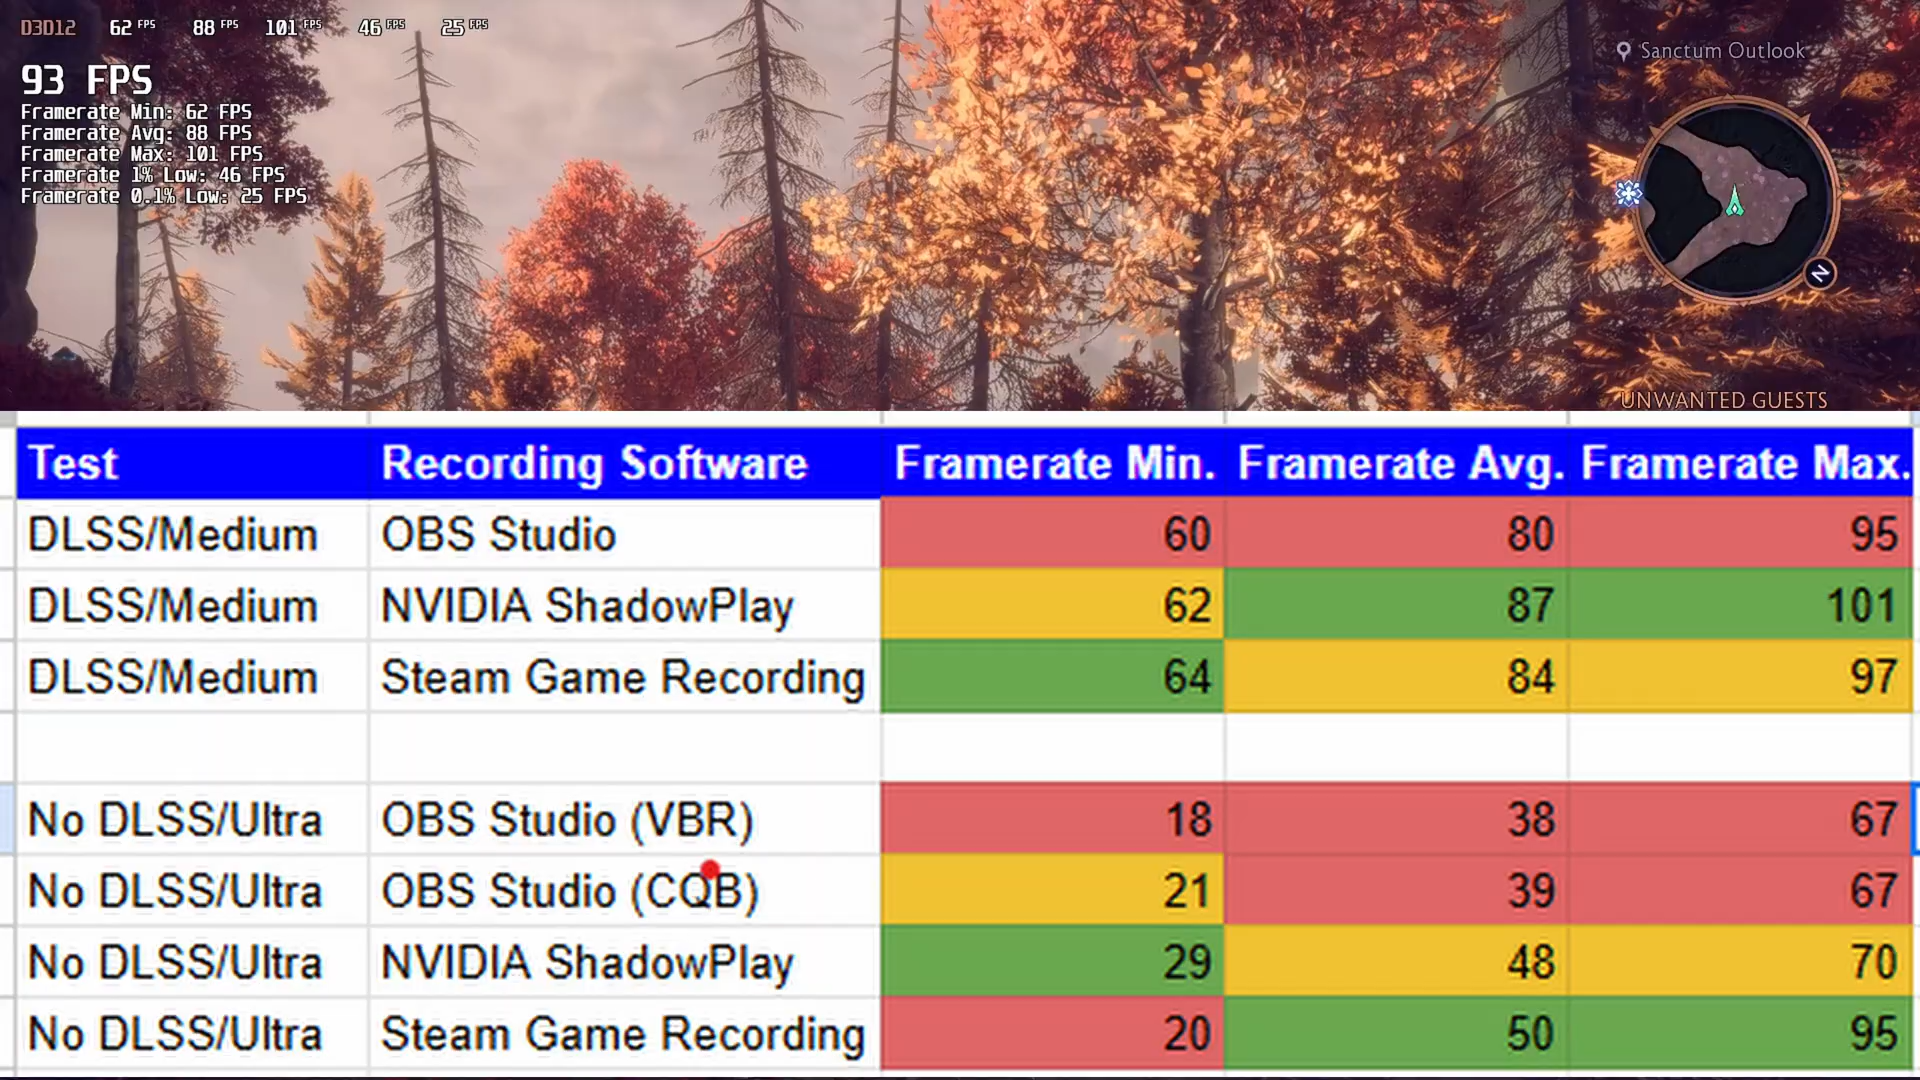 D3D12 62 FPS 88 FPS 101 FPS 46 FPS 25 FPS
93 FPS
Framerate Min: 62 FPS
Framerate Avg: 88 FPS
Framerate Max: 101 FPS
Framerate 1% Low: 46 FPS
Framerate 0.1% Low: 25 FPS
Sanctum Outlook
N
UNWANTED GUESTS
Test Recording Software Framerate Min. Framerate Avg. Framerate Max.
DLSS/Medium OBS Studio 60 80 95
DLSS/Medium NVIDIA ShadowPlay 62 87 101
DLSS/Medium Steam Game Recording 64 84 97
No DLSS/Ultra OBS Studio (VBR) 18 38 67
No DLSS/Ultra OBS Studio (CQB) 21 39 67
No DLSS/Ultra NVIDIA ShadowPlay 29 48 70
No DLSS/Ultra Steam Game Recording 20 50 95